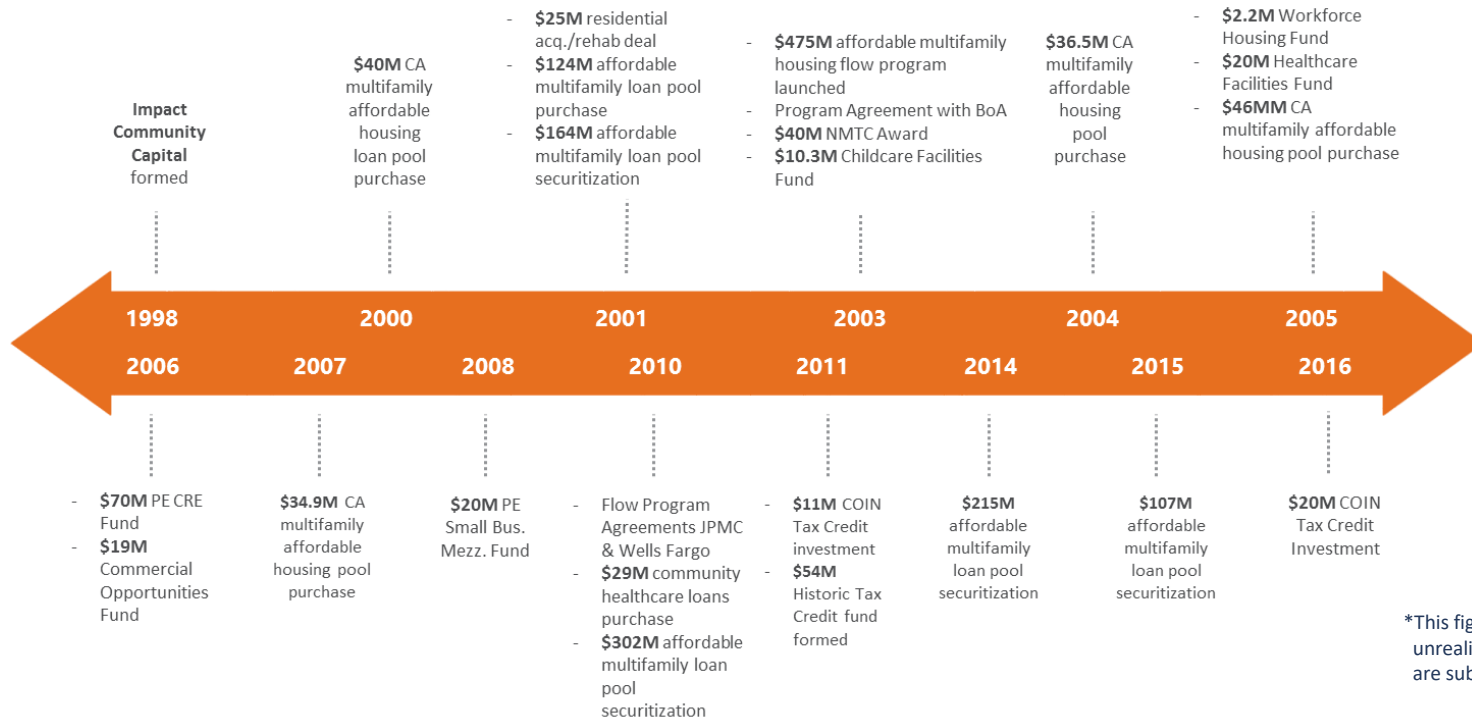 Impact
Community
Capital
formed
$40M CA
multifamily
affordable
housing
loan pool
purchase
- $25M residential
acq./rehab deal
- $124M affordable
multifamily loan pool
purchase
- $164M affordable
multifamily loan pool
securitization
- $475M affordable multifamily
housing flow program
launched
- Program Agreement with BoA
- $40M NMTC Award
- $10.3M Childcare Facilities
Fund
$36.5M CA
multifamily
affordable
housing
pool
purchase
- $2.2M Workforce
Housing Fund
- $20M Healthcare
Facilities Fund
- $46MM CA
multifamily affordable
housing pool purchase
1998 2000 2001 2003 2004 2005
2006 2007 2008 2010 2011 2014 2015 2016
- $70M PE CRE
Fund
- $19M
Commercial
Opportunities
Fund
$34.9M CA
multifamily
affordable
housing pool
purchase
$20M PE
Small Bus.
Mezz. Fund
- Flow Program
Agreements JPMC
& Wells Fargo
- $29M community
healthcare loans
purchase
- $302M affordable
multifamily loan
pool
securitization
- $11M COIN
Tax Credit
investment
- $54M
Historic Tax
Credit fund
formed
$215M
affordable
multifamily
loan pool
securitization
$107M
affordable
multifamily
loan pool
securitization
$20M COIN
Tax Credit
Investment
*This fig
unreali
are sub